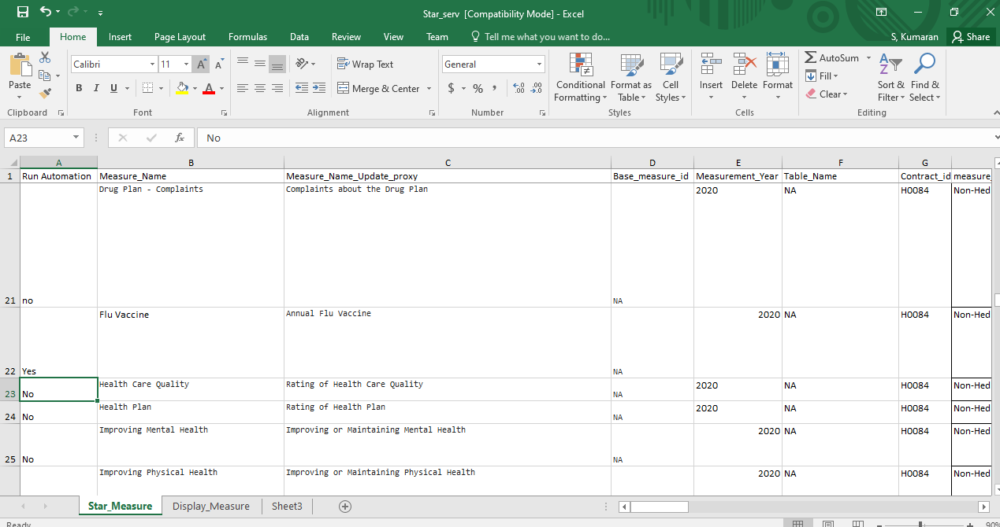 Star_serv [Compatibility Mode] - Excel
File Home Insert Page Layout Formulas Data Review View Team Tell me what you want to do... S, Kumaran Share
Calibri 11 Wrap Text General AutoSum
Paste Conditional Formatting Format as Table Cell Styles Insert Delete Format Fill Sort & Filter Find & Select
B I U Merge & Center $ % , Clear
Clipboard Font Alignment Number Styles Cells Editing
A23 fx No
A B C D E F G
1 Run Automation Measure_Name Measure_Name_Update_proxy Base_measure_id Measurement_Year Table_Name Contract_id measure_
Drug Plan - Complaints Complaints about the Drug Plan 2020 NA H0084 Non-Hed
21 no NA
Flu Vaccine Annual Flu Vaccine 2020 NA H0084 Non-Hed
22 Yes NA
Health Care Quality Rating of Health Care Quality 2020 NA H0084 Non-Hed
23 No NA
Health Plan Rating of Health Plan 2020 NA H0084 Non-Hed
24 No NA
Improving Mental Health Improving or Maintaining Mental Health 2020 NA H0084 Non-Hed
25 No NA
Improving Physical Health Improving or Maintaining Physical Health 2020 NA H0084 Non-Hed
Star_Measure Display_Measure Sheet3
Ready 90%